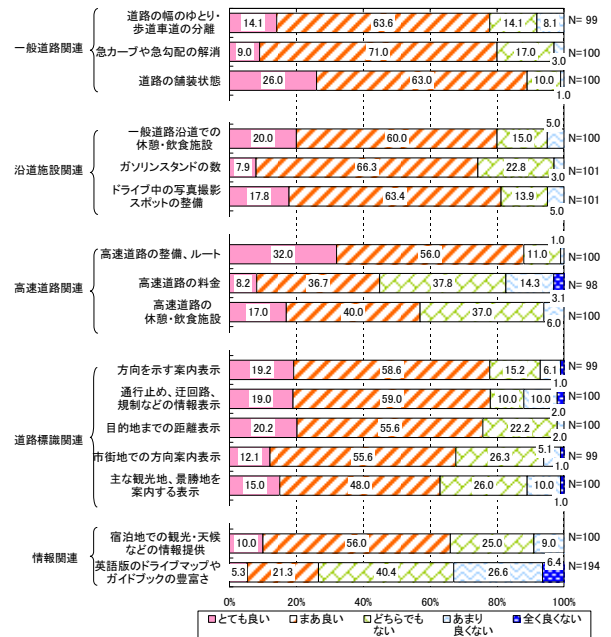 一般道路関連
道路の幅のゆとり・
歩道車道の分離
14.1 63.6 14.1 8.1 N= 99
急カーブや急勾配の解消
9.0 71.0 17.0 3.0 N=100
道路の舗装状態
26.0 63.0 10.0 1.0 N=100
沿道施設関連
一般道路沿道での
休憩・飲食施設
20.0 60.0 15.0 5.0 N=100
ガソリンスタンドの数
7.9 66.3 22.8 3.0 N=101
ドライブ中の写真撮影
スポットの整備
17.8 63.4 13.9 5.0 N=101
高速道路関連
高速道路の整備、ルート
32.0 56.0 11.0 1.0 N=100
高速道路の料金
8.2 36.7 37.8 14.3 3.1 N= 98
高速道路の
休憩・飲食施設
17.0 40.0 37.0 6.0 N=100
道路標識関連
方向を示す案内表示
19.2 58.6 15.2 6.1 1.0 N= 99
通行止め、迂回路、
規制などの情報表示
19.0 59.0 10.0 10.0 2.0 N=100
目的地までの距離表示
20.2 55.6 22.2 2.0
市街地での方向案内表示
12.1 55.6 26.3 5.1 1.0 N= 99
主な観光地、景勝地を
案内する表示
15.0 48.0 26.0 10.0 1.0 N=100
情報関連
宿泊地での観光・天候
などの情報提供
10.0 56.0 25.0 9.0 N=100
英語版のドライブマップや
ガイドブックの豊富さ
5.3 21.3 40.4 26.6 6.4 N=194
0% 20% 40% 60% 80% 100%
とても良い まあ良い どちらでも
ない あまり
良くない 全く良くない